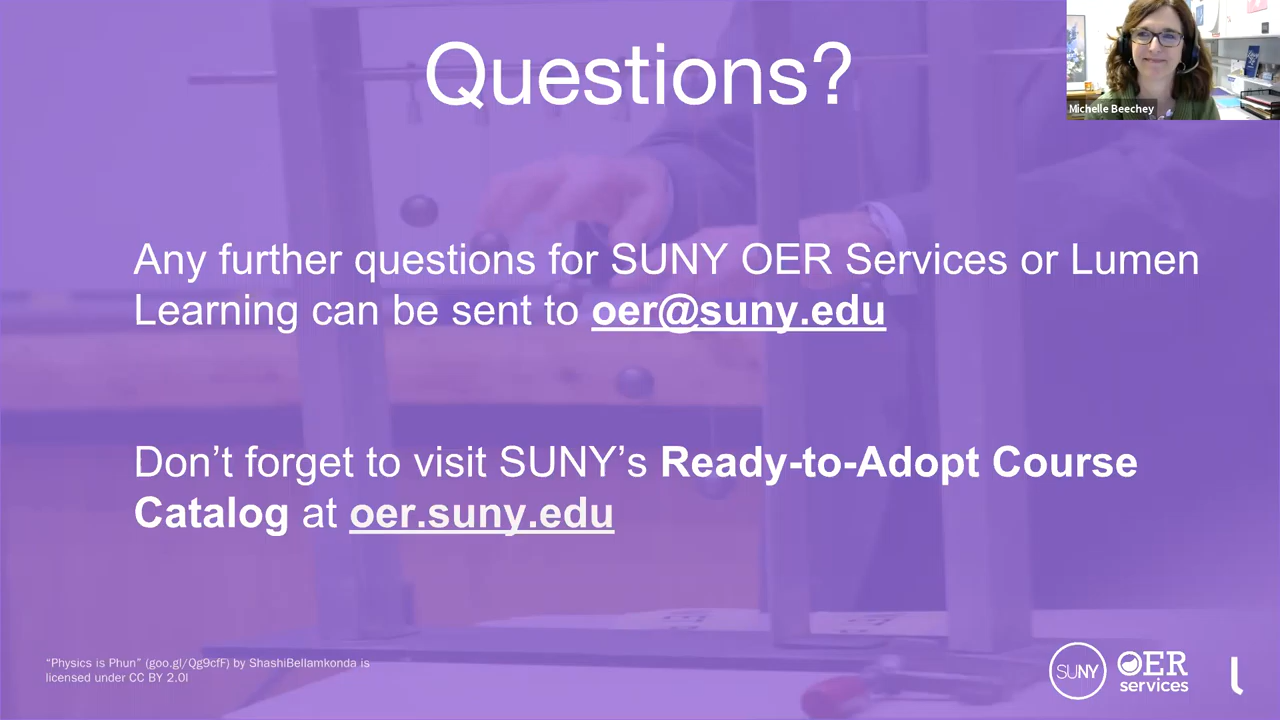 Questions?
Michelle Beechey
Any further questions for SUNY OER Services or Lumen
Learning can be sent to oer@suny.edu
Don’t forget to visit SUNY’s Ready-to-Adopt Course
Catalog at oer.suny.edu
“Physics is Phun” (goo.gl/Qg9cfF) by ShashiBellamkonda is
licensed under CC BY 2.0l
SUNY
OER
services